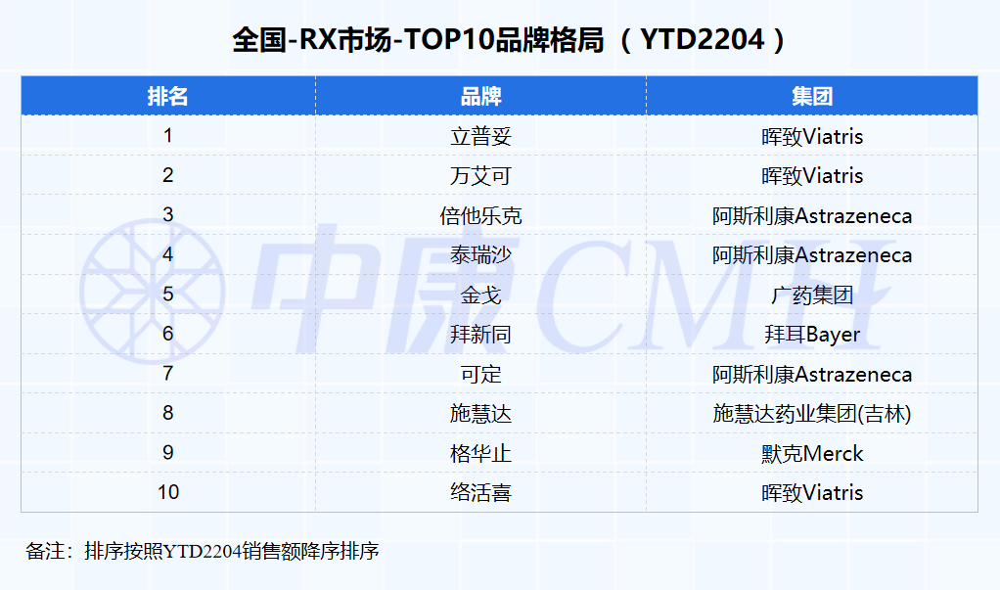 全国-RX市场-TOP10品牌格局（YTD2204）
排名 品牌 集团
1 立普妥 晖致Viatris
2 万艾可 晖致Viatris
3 倍他乐克 阿斯利康Astrazeneca
4 泰瑞沙 阿斯利康Astrazeneca
5 金戈 广药集团
6 拜新同 拜耳Bayer
7 可定 阿斯利康Astrazeneca
8 施慧达 施慧达药业集团(吉林)
9 格华止 默克Merck
10 络活喜 晖致Viatris
中康CMH
备注：排序按照YTD2204销售额降序排序